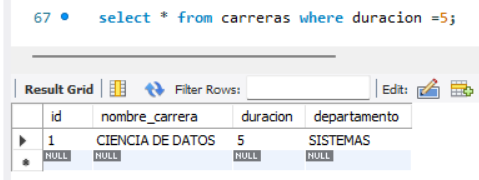 67 select * from carreras where duracion =5;
Result Grid Filter Rows: Edit:
id nombre_carrera duracion departamento
1 CIENCIA DE DATOS 5 SISTEMAS
NULL NULL NULL NULL